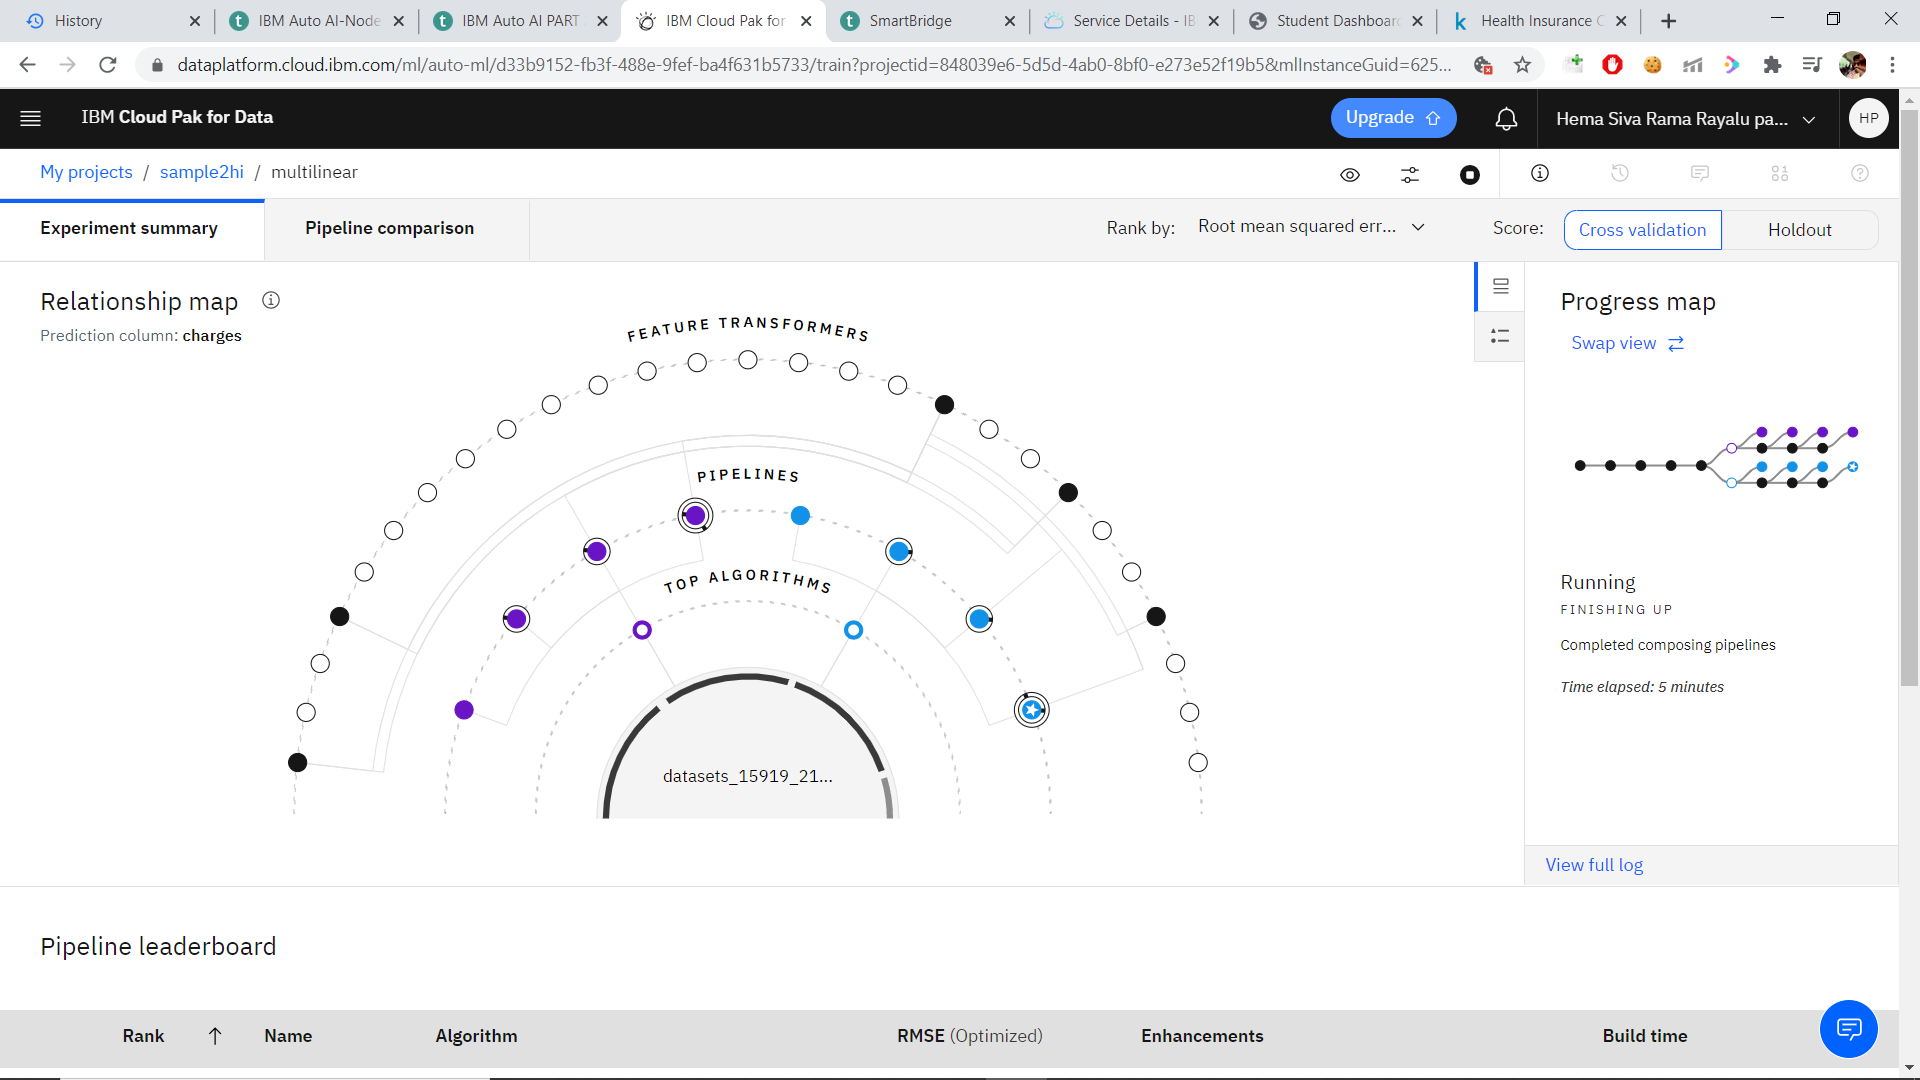 History
IBM Auto AI-Node
IBM Auto AI PART
IBM Cloud Pak for
SmartBridge
Service Details - IB
Student Dashboard
Health Insurance C
dataplatform.cloud.ibm.com/ml/auto-ml/d33b9152-fb3f-488e-9fef-ba4f631b5733/train?projectid=848039e6-5d5d-4ab0-8bf0-e273e52f19b5&mlInstanceGuid=625...
IBM Cloud Pak for Data
Upgrade
Hema Siva Rama Rayalu pa...
HP
My projects / sample2hi / multilinear
Experiment summary
Pipeline comparison
Rank by: Root mean squared err...
Score: Cross validation Holdout
Relationship map
Prediction column: charges
FEATURE TRANSFORMERS
PIPELINES
TOP ALGORITHMS
datasets_15919_21...
Progress map
Swap view
Running
FINISHING UP
Completed composing pipelines
Time elapsed: 5 minutes
View full log
Pipeline leaderboard
Rank Name Algorithm RMSE (Optimized) Enhancements Build time